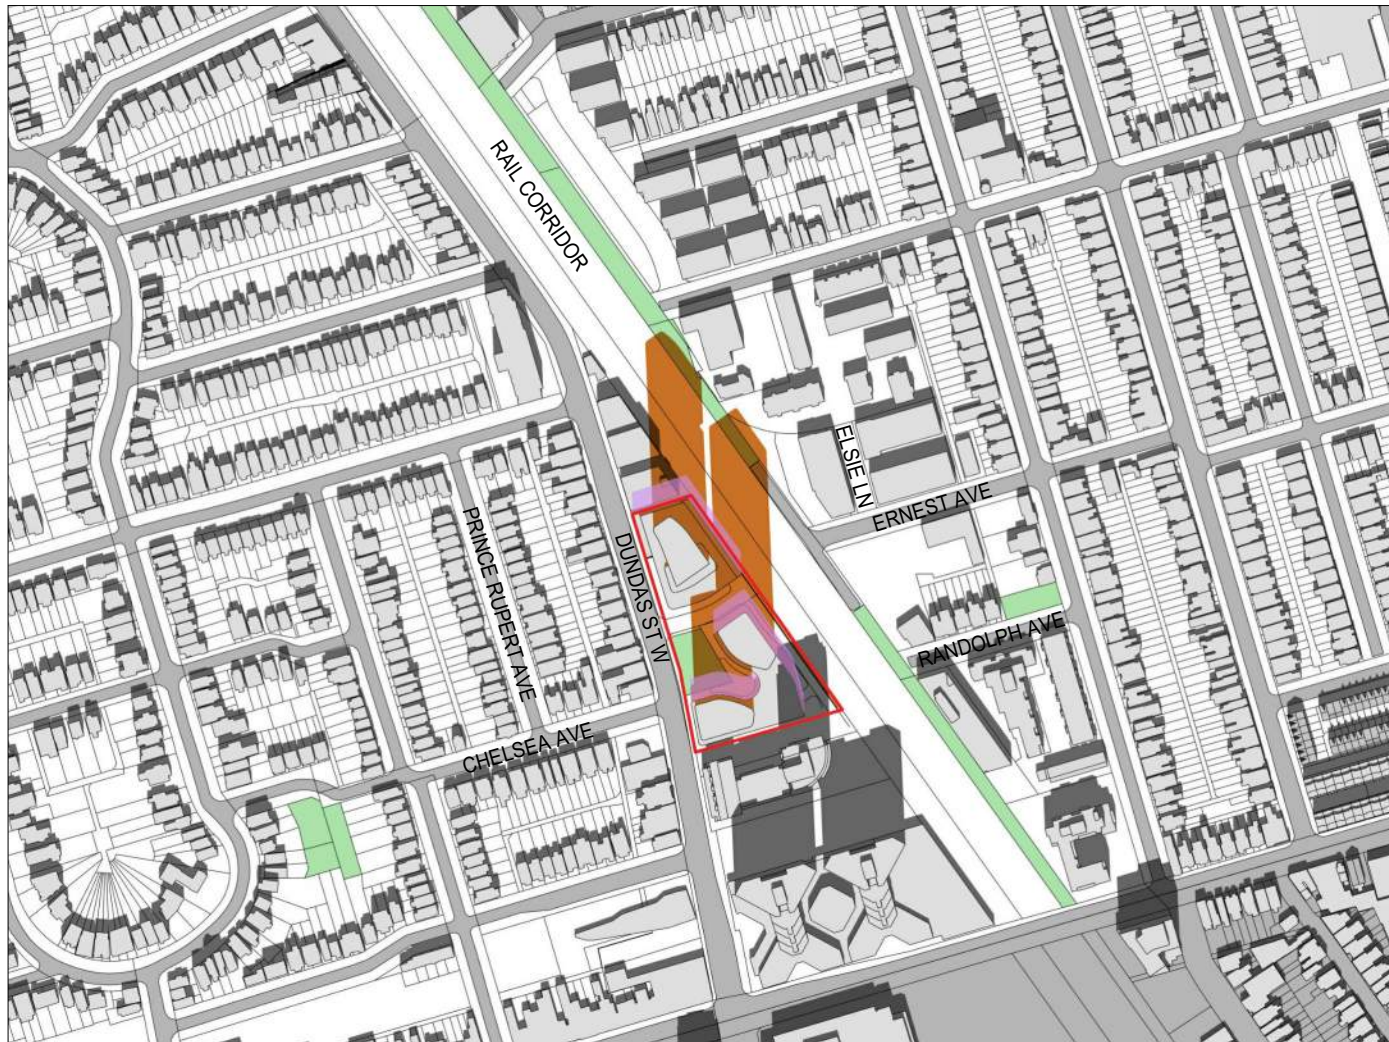 RAIL CORRIDOR
ELSIE LN
ERNEST AVE
PRINCE RUPERT AVE
DUNDAS ST W
RANDOLPH AVE
CHELSEA AVE